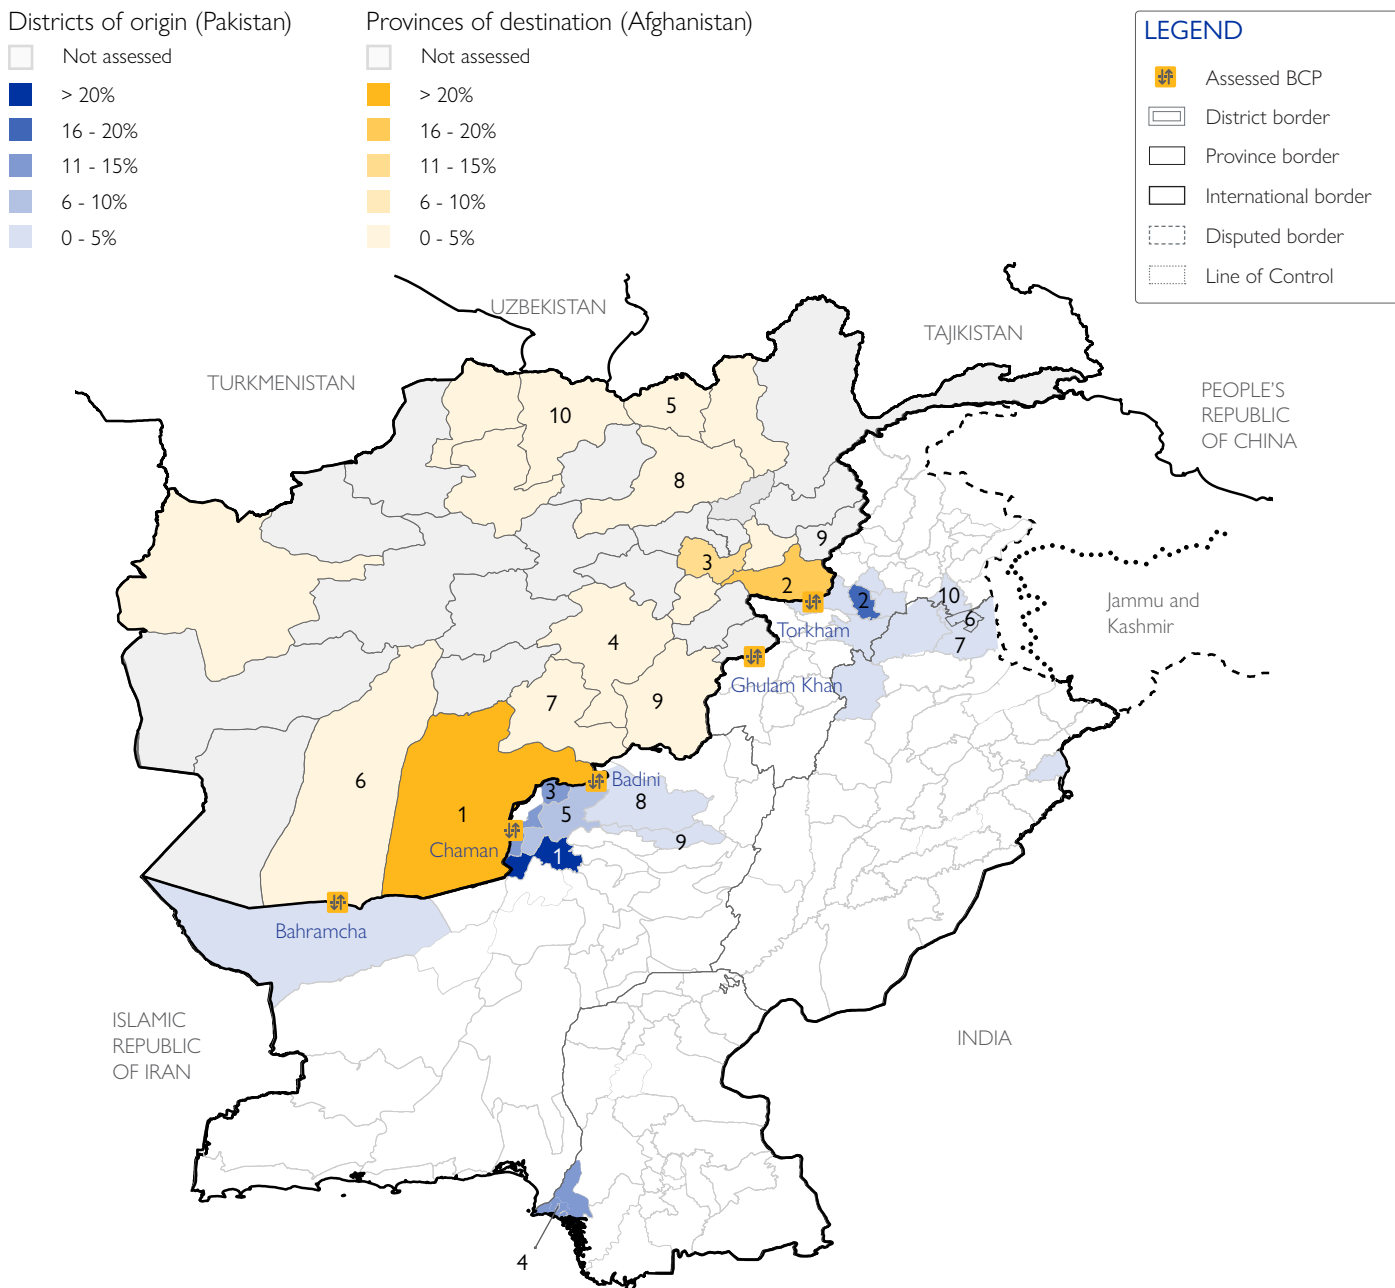 Districts of origin (Pakistan)
Not assessed
> 20%
16 - 20%
11 - 15%
6 - 10%
0 - 5%
Provinces of destination (Afghanistan)
Not assessed
> 20%
16 - 20%
11 - 15%
6 - 10%
0 - 5%
LEGEND
Assessed BCP
District border
Province border
International border
Disputed border
Line of Control
UZBEKISTAN
TAJIKISTAN
TURKMENISTAN
PEOPLE'S
REPUBLIC
OF CHINA
10
5
8
9
3
2
2
10
6
7
Jammu and
Kashmir
Torkham
4
Ghulam Khan
7
9
6
1
Badini
3
8
5
Chaman
9
1
Bahramcha
ISLAMIC
REPUBLIC
OF IRAN
INDIA
4